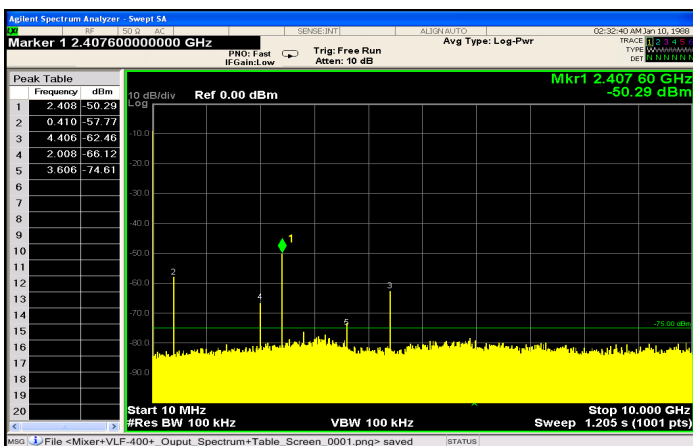 Agilent Spectrum Analyzer - Swept SA
RF 50 Ω AC SENSE:INT ALIGN AUTO 02:32:40 AM Jan 10, 1988
Marker 1 2.407600000000 GHz
PNO: Fast
IFGain:Low
Trig: Free Run
Atten: 10 dB
Avg Type: Log-Pwr
TRACE 1 2 3 4 5 6
TYPE
DET N N N N N N
Peak Table
Frequency dBm
1 2.408 -50.29
2 0.410 -57.77
3 4.406 -62.46
4 2.008 -66.12
5 3.606 -74.61
6
7
8
9
10
11
12
13
14
15
16
17
18
19
20
Mkr1 2.407 60 GHz
-50.29 dBm
10 dB/div Ref 0.00 dBm
Log
-10.0
-20.0
-30.0
-40.0
-50.0
-60.0
-70.0
-80.0
-90.0
1
2
3
4
5
-75.00 dBm
Start 10 MHz Stop 10.000 GHz
#Res BW 100 kHz VBW 100 kHz Sweep 1.205 s (1001 pts)
MSG File <Mixer+VLF-400+_Ouput_Spectrum+Table_Screen_0001.png> saved STATUS